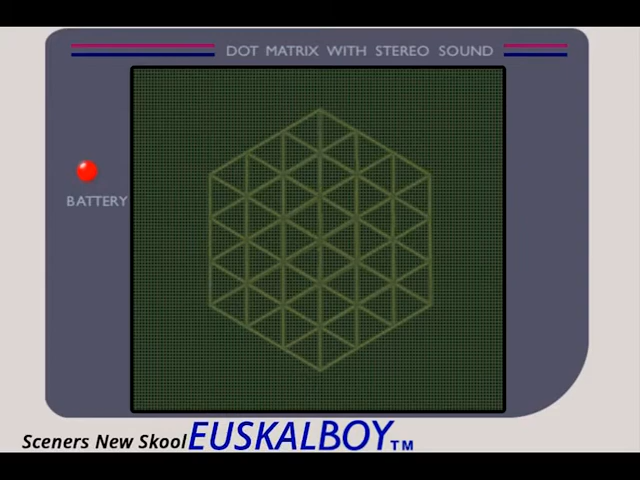 DOT MATRIX WITH STEREO SOUND
BATTERY
Sceners New Skool EUSKALBOY TM